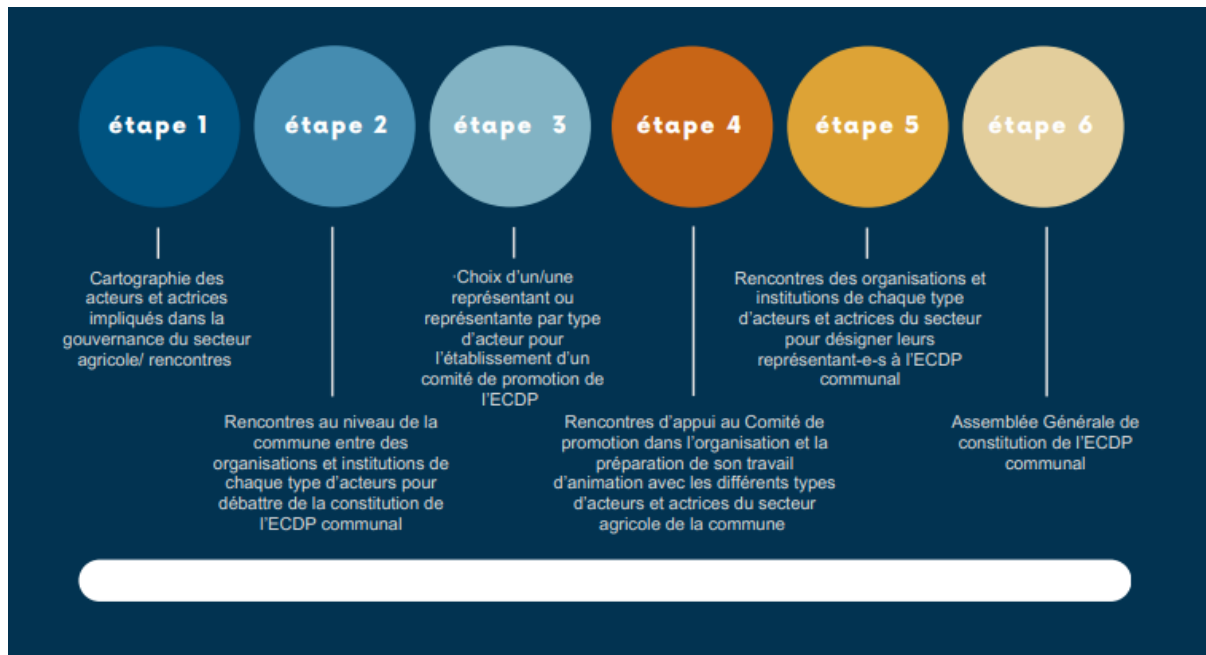 étape 1
étape 2
étape 3
étape 4
étape 5
étape 6
Cartographie des
acteurs et actrices
impliqués dans la
gouvernance du secteur
agricole/ rencontres
Rencontres au niveau de la
commune entre des
organisations et institutions de
chaque type d'acteurs pour
débattre de la constitution de
l'ECDP communal
·Choix d'un/une
représentant ou
représentante par type
d'acteur pour
l'établissement d'un
comité de promotion de
l'ECDP
Rencontres d'appui au Comité de
promotion dans l'organisation et la
préparation de son travail
d'animation avec les différents types
d'acteurs et actrices du secteur
agricole de la commune
Rencontres des organisations et
institutions de chaque type
d'acteurs et actrices du secteur
pour désigner leurs
représentant-e-s à l'ECDP
communal
Assemblée Générale de
constitution de l'ECDP
communal